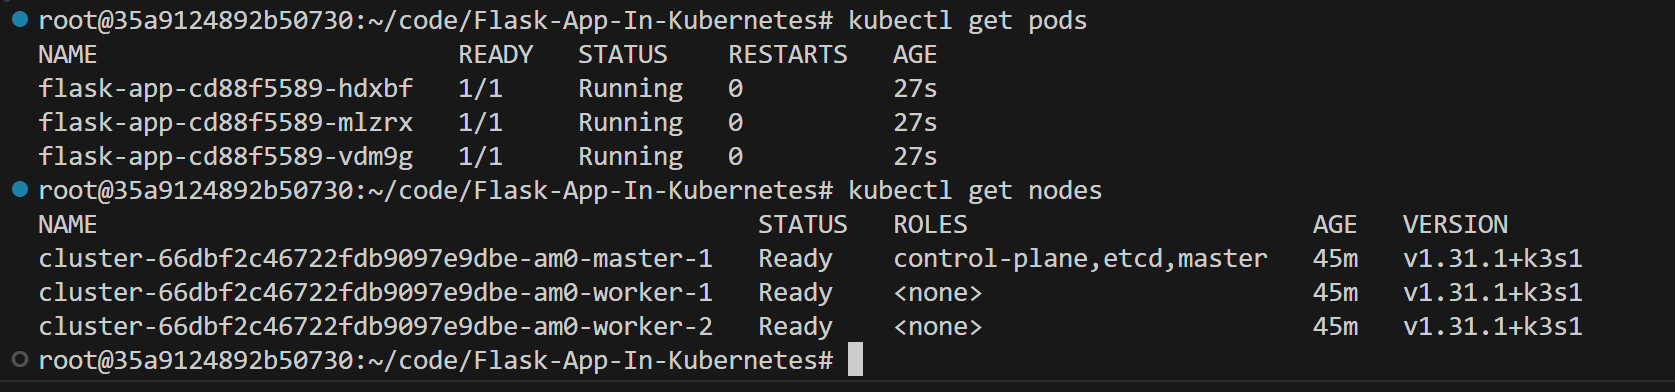 root@35a9124892b50730:~/code/Flask-App-In-Kubernetes# kubectl get pods
NAME                        READY   STATUS    RESTARTS   AGE
flask-app-cd88f5589-hdxbf   1/1     Running   0          27s
flask-app-cd88f5589-mlzrx   1/1     Running   0          27s
flask-app-cd88f5589-vdm9g   1/1     Running   0          27s
root@35a9124892b50730:~/code/Flask-App-In-Kubernetes# kubectl get nodes
NAME                                            STATUS   ROLES                       AGE   VERSION
cluster-66dbf2c46722fdb9097e9dbe-am0-master-1   Ready    control-plane,etcd,master   45m   v1.31.1+k3s1
cluster-66dbf2c46722fdb9097e9dbe-am0-worker-1   Ready    <none>                      45m   v1.31.1+k3s1
cluster-66dbf2c46722fdb9097e9dbe-am0-worker-2   Ready    <none>                      45m   v1.31.1+k3s1
root@35a9124892b50730:~/code/Flask-App-In-Kubernetes#